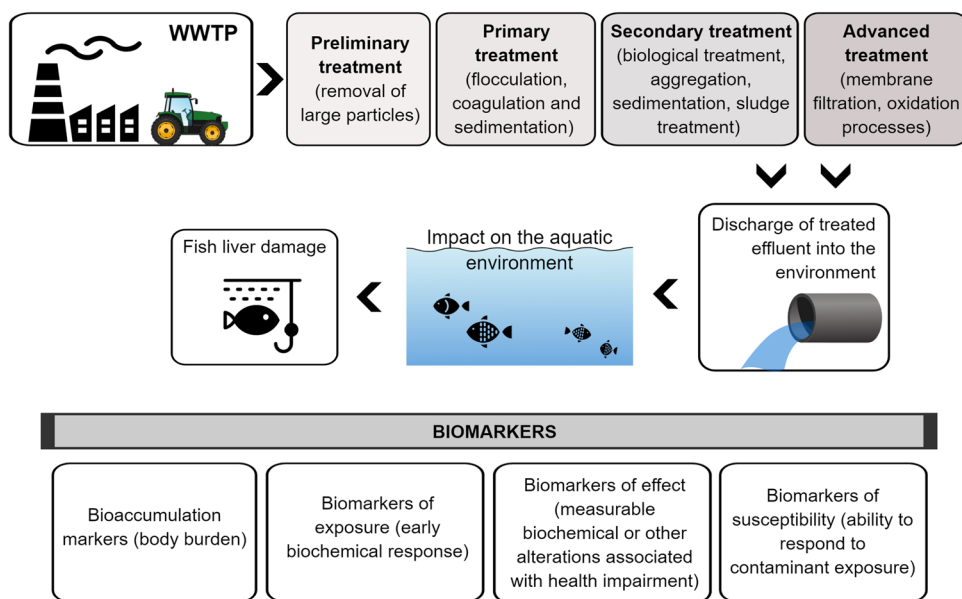 WWTP
Preliminary
treatment
(removal of
large particles)
Primary
treatment
(flocculation,
coagulation and
sedimentation)
Secondary treatment
(biological treatment,
aggregation,
sedimentation, sludge
treatment)
Advanced
treatment
(membrane
filtration, oxidation
processes)
Fish liver damage
Impact on the aquatic
environment
Discharge of treated
effluent into the
environment
BIOMARKERS
Bioaccumulation
markers (body burden)
Biomarkers of
exposure (early
biochemical response)
Biomarkers of effect
(measurable
biochemical or other
alterations associated
with health impairment)
Biomarkers of
susceptibility (ability to
respond to
contaminant exposure)